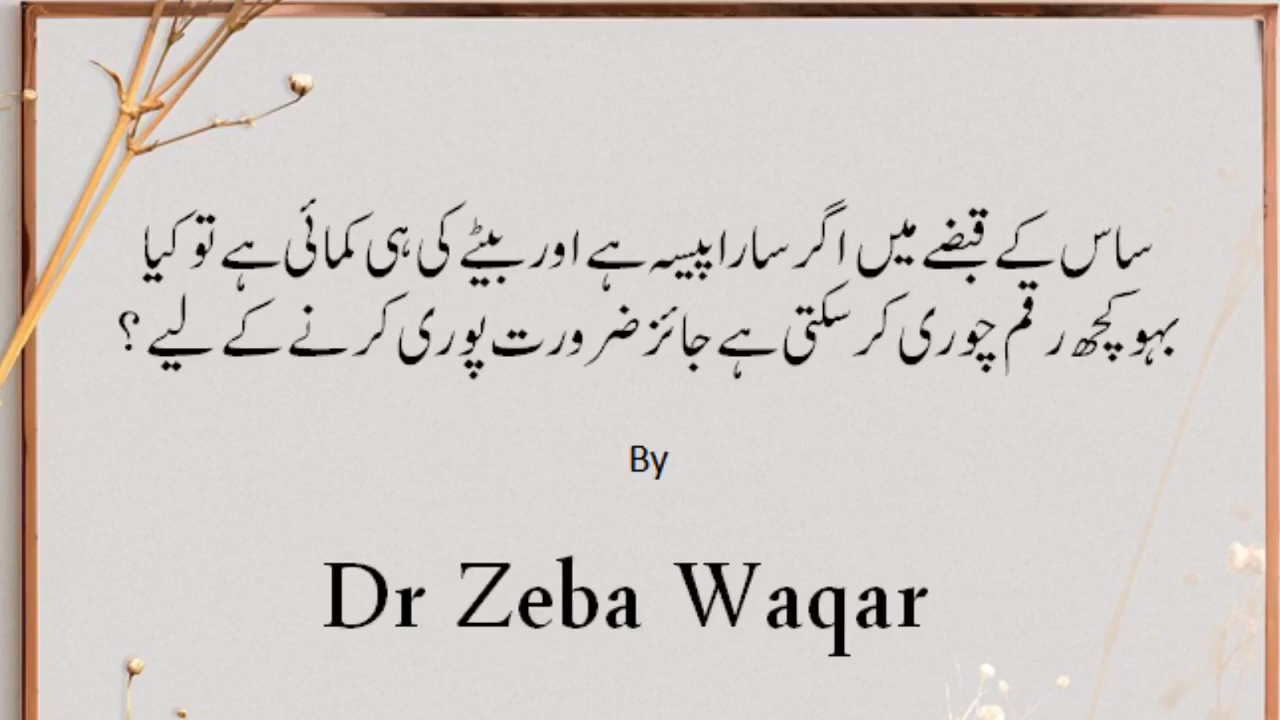 ساس کے قبضے میں اگر سارا پیسہ ہے اور بیٹے کی ہی کمائی ہے تو کیا
بہو کچھ رقم چوری کر سکتی ہے جائز ضرورت پوری کرنے کے لیے ؟
By
Dr Zeba Waqar